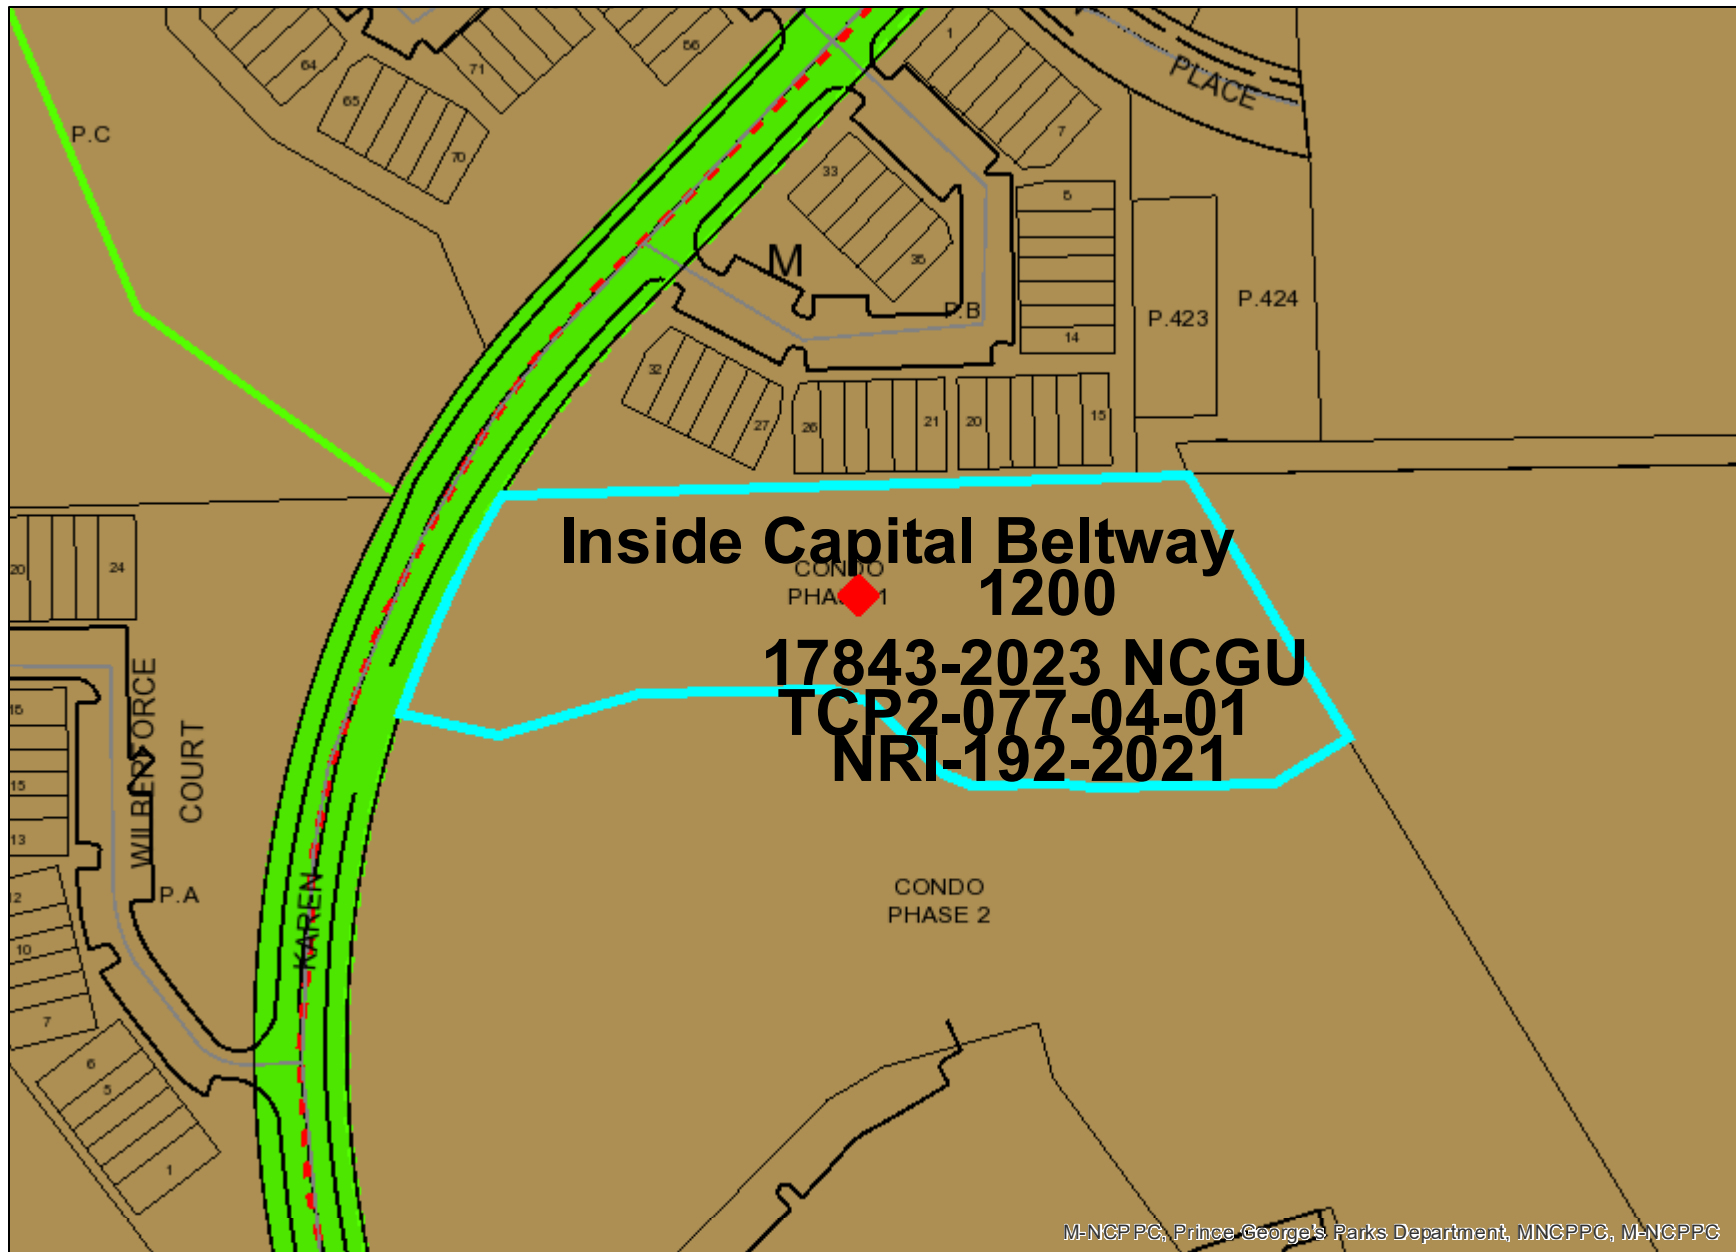 1
PLACE
66
64
71
65
7
P.C
70
33
6
M
35
P.424
P.B
P.423
14
32
15
26
21
20
27
Inside Capital Beltway
CONDO
20
24
1200
17843-2023 NCGU
16
TCP2-077-04-01
WILBERFORCE
COURT
NRI-192-2021
15
13
CONDO
PHASE 2
P.A
KAREN
10
7
6
5
1
M-NCPPC, Prince George's Parks Department, MNCPPC, M-NCPPC